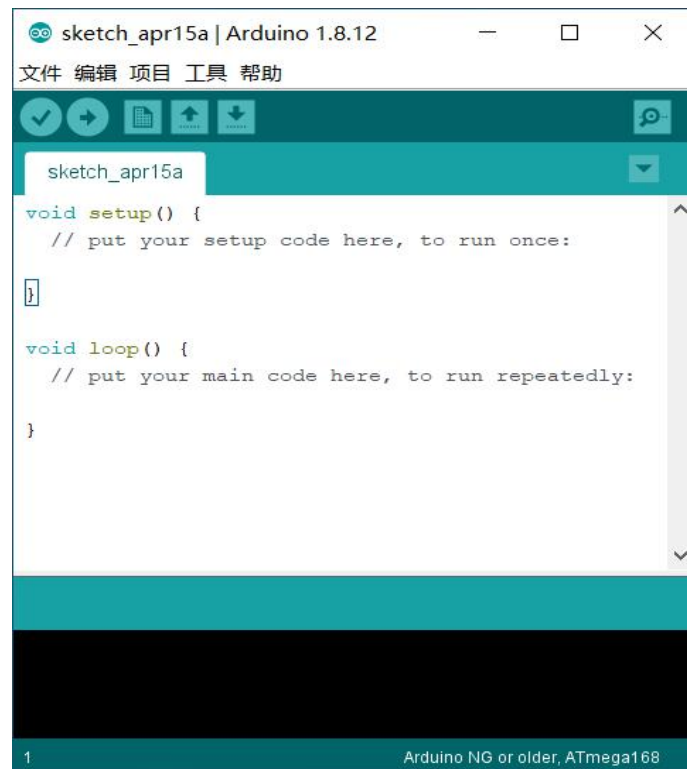 sketch_apr15a | Arduino 1.8.12
文件 编辑 项目 工具 帮助
sketch_apr15a
void setup() {
  // put your setup code here, to run once:
}
void loop() {
  // put your main code here, to run repeatedly:
}
1 Arduino NG or older, ATmega168